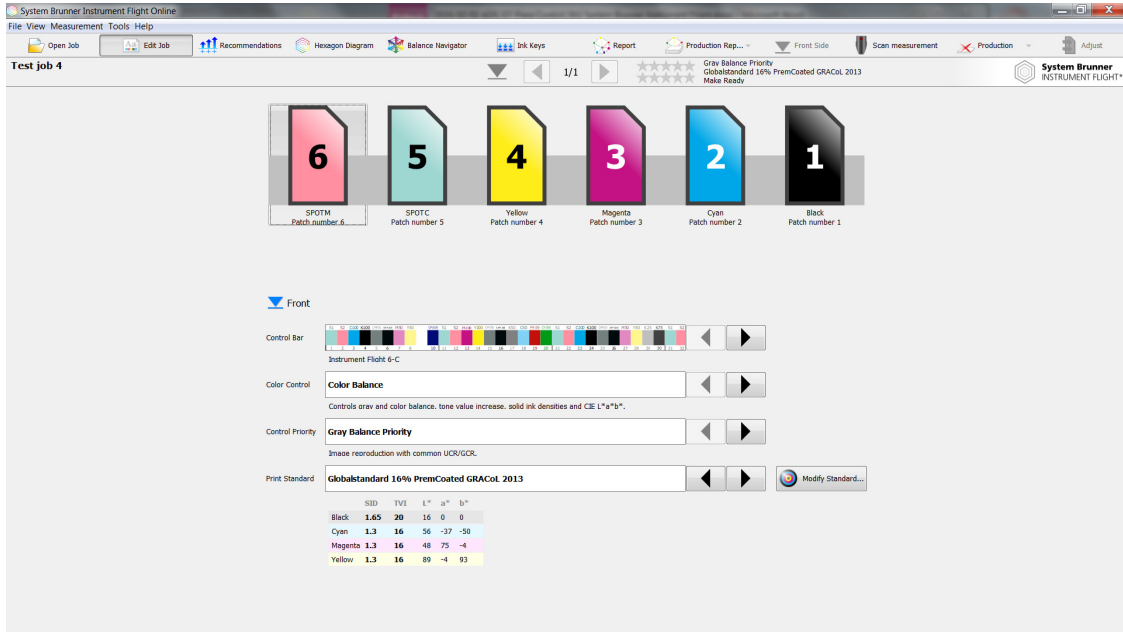 System Brunner Instrument Flight Online
File View Measurement Tools Help
Open Job Edit Job Recommendations Hexagon Diagram Balance Navigator Ink Keys Report Production Rep... Front Side Scan measurement Production Adjust
Test job 4
1/1
Gray Balance Priority
Globalstandard 16% PremCoated GRACoL 2013
Make Ready
System Brunner
INSTRUMENT FLIGHT®
6 5 4 3 2 1
SPOTM SPOTC Yellow Magenta Cyan Black
Patch number 6 Patch number 5 Patch number 4 Patch number 3 Patch number 2 Patch number 1
Front
Control Bar
Instrument Flight 6-C
Color Control Color Balance
Controls gray and color balance, tone value increase, solid ink densities and CIE L*a*b*.
Control Priority Gray Balance Priority
Image reproduction with common UCR/GCR.
Print Standard Globalstandard 16% PremCoated GRACoL 2013 Modify Standard...
SID TVI L* a* b*
Black 1.65 20 16 0 0
Cyan 1.3 16 56 -37 -50
Magenta 1.3 16 48 75 -4
Yellow 1.3 16 89 -4 93